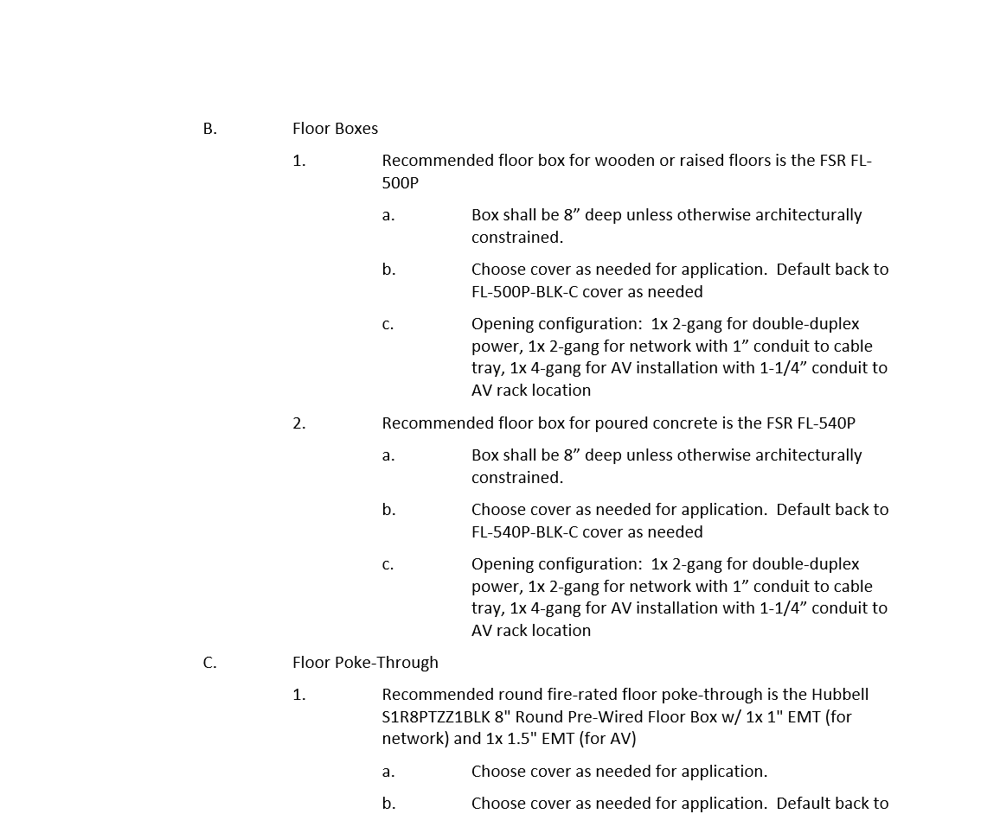 B. Floor Boxes
1. Recommended floor box for wooden or raised floors is the FSR FL-
500P
a. Box shall be 8” deep unless otherwise architecturally
constrained.
b. Choose cover as needed for application.  Default back to
FL-500P-BLK-C cover as needed
c. Opening configuration:  1x 2-gang for double-duplex
power, 1x 2-gang for network with 1” conduit to cable
tray, 1x 4-gang for AV installation with 1-1/4” conduit to
AV rack location
2. Recommended floor box for poured concrete is the FSR FL-540P
a. Box shall be 8” deep unless otherwise architecturally
constrained.
b. Choose cover as needed for application.  Default back to
FL-540P-BLK-C cover as needed
c. Opening configuration:  1x 2-gang for double-duplex
power, 1x 2-gang for network with 1” conduit to cable
tray, 1x 4-gang for AV installation with 1-1/4” conduit to
AV rack location
C. Floor Poke-Through
1. Recommended round fire-rated floor poke-through is the Hubbell
S1R8PTZZ1BLK 8" Round Pre-Wired Floor Box w/ 1x 1" EMT (for
network) and 1x 1.5" EMT (for AV)
a. Choose cover as needed for application.
b. Choose cover as needed for application.  Default back to